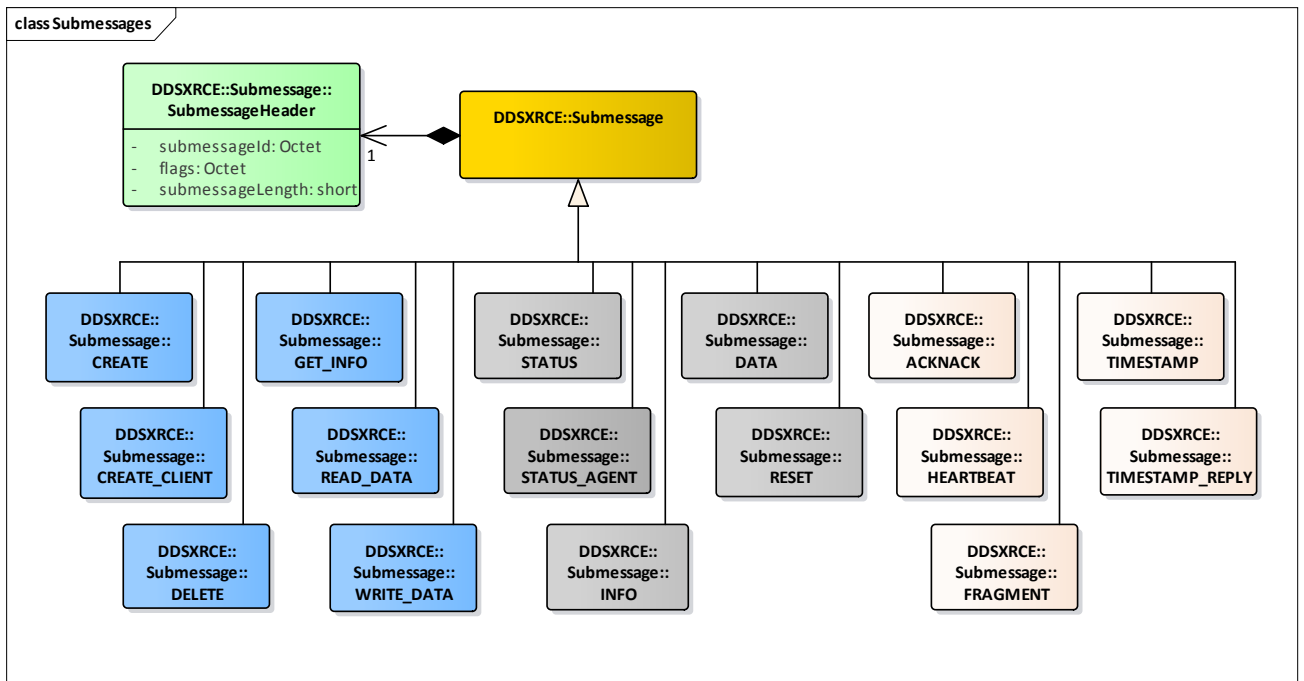 class Submessages
DDSXRCE::Submessage::
SubmessageHeader
- submessageId: Octet
- flags: Octet
- submessageLength: short
1
DDSXRCE::Submessage
DDSXRCE::
Submessage::
CREATE
DDSXRCE::
Submessage::
GET_INFO
DDSXRCE::
Submessage::
STATUS
DDSXRCE::
Submessage::
DATA
DDSXRCE::
Submessage::
ACKNACK
DDSXRCE::
Submessage::
TIMESTAMP
DDSXRCE::
Submessage::
CREATE_CLIENT
DDSXRCE::
Submessage::
READ_DATA
DDSXRCE::
Submessage::
STATUS_AGENT
DDSXRCE::
Submessage::
RESET
DDSXRCE::
Submessage::
HEARTBEAT
DDSXRCE::
Submessage::
TIMESTAMP_REPLY
DDSXRCE::
Submessage::
DELETE
DDSXRCE::
Submessage::
WRITE_DATA
DDSXRCE::
Submessage::
INFO
DDSXRCE::
Submessage::
FRAGMENT